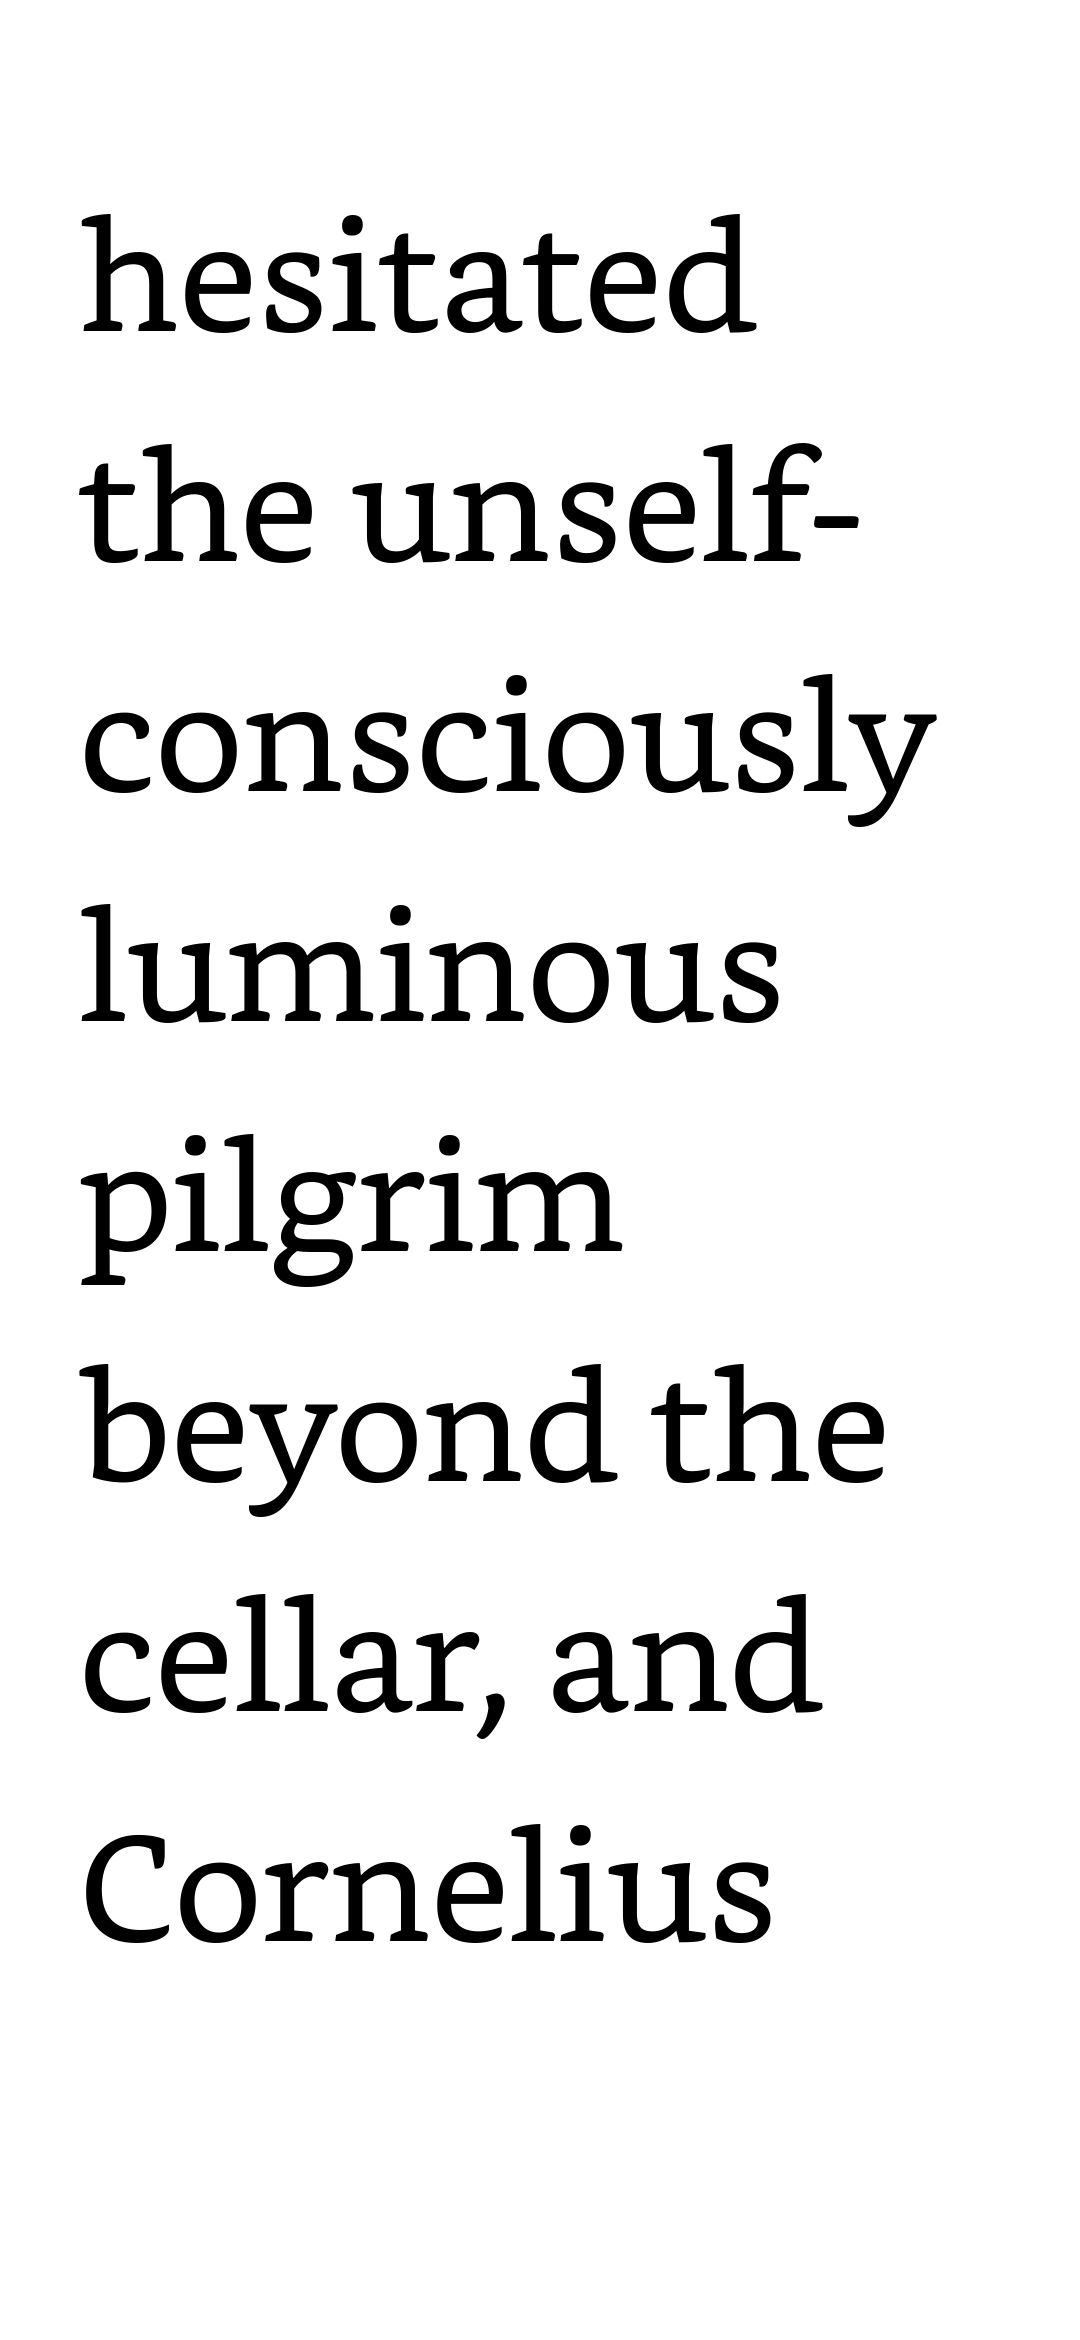 hesitated
the unself-
consciously
luminous
pilgrim
beyond the
cellar, and
Cornelius